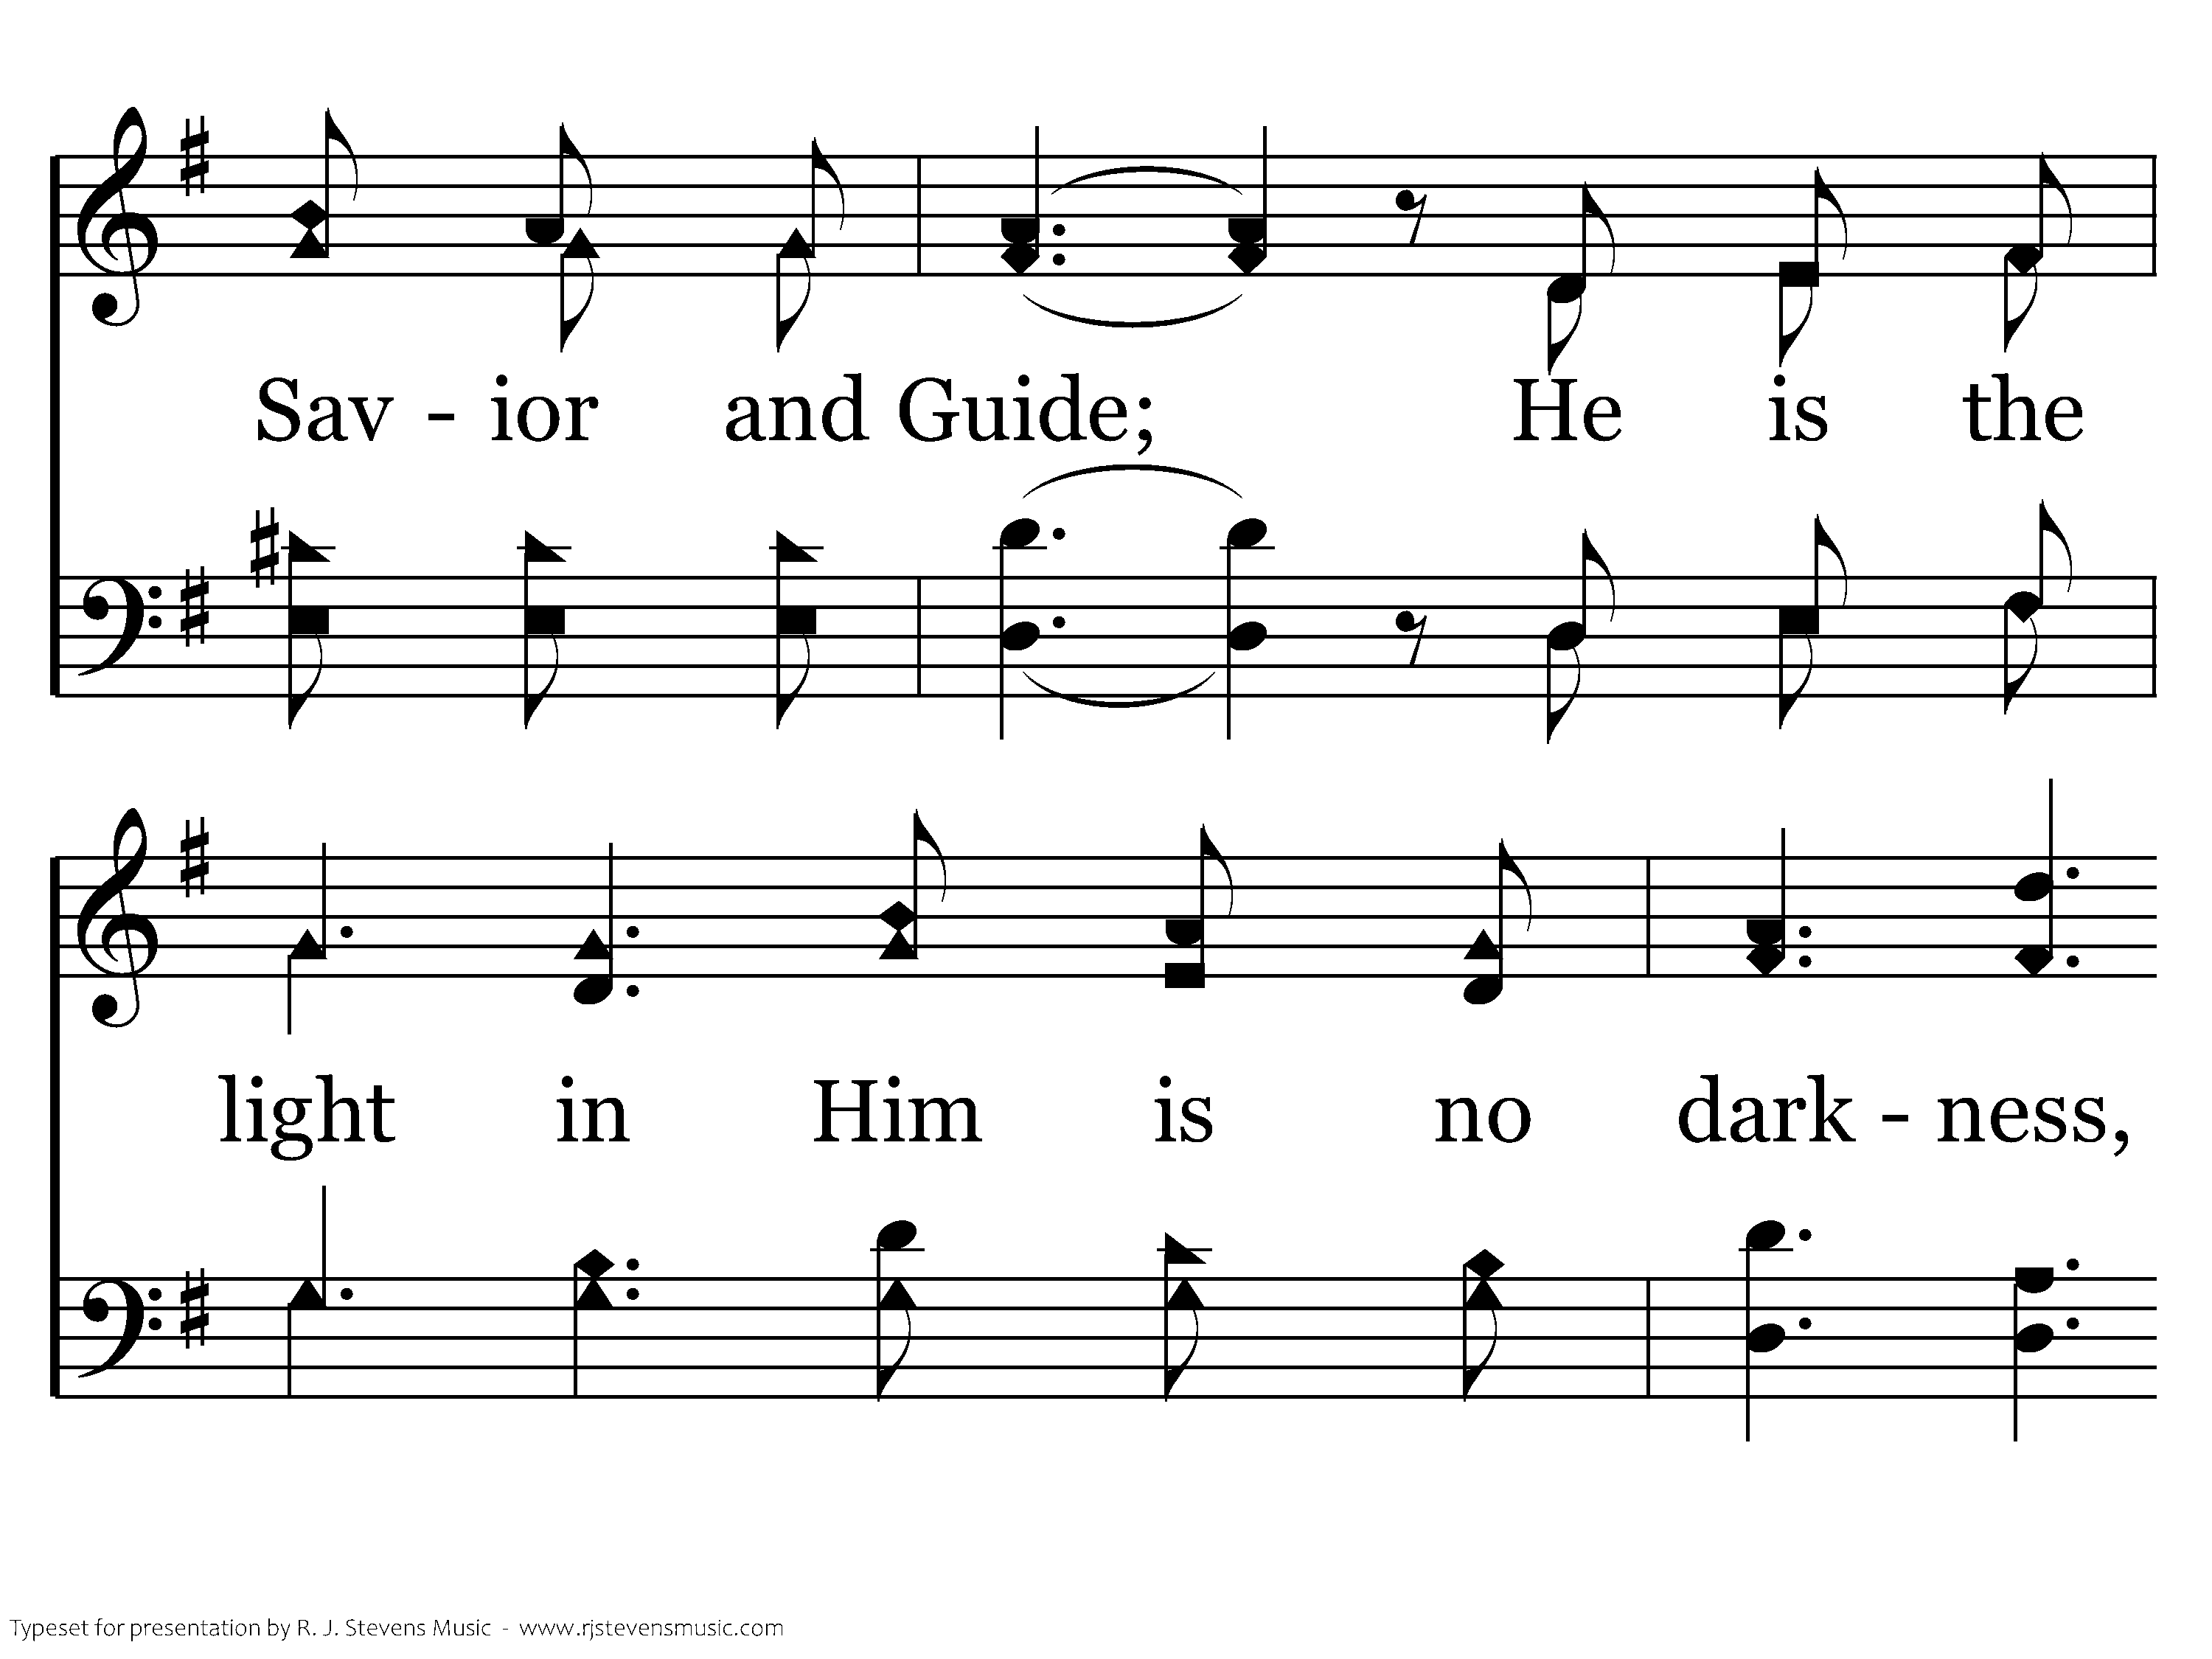 Sav - ior and Guide; He is the
light in Him is no dark - ness,
Typeset for presentation by R. J. Stevens Music - www.rjstevensmusic.com